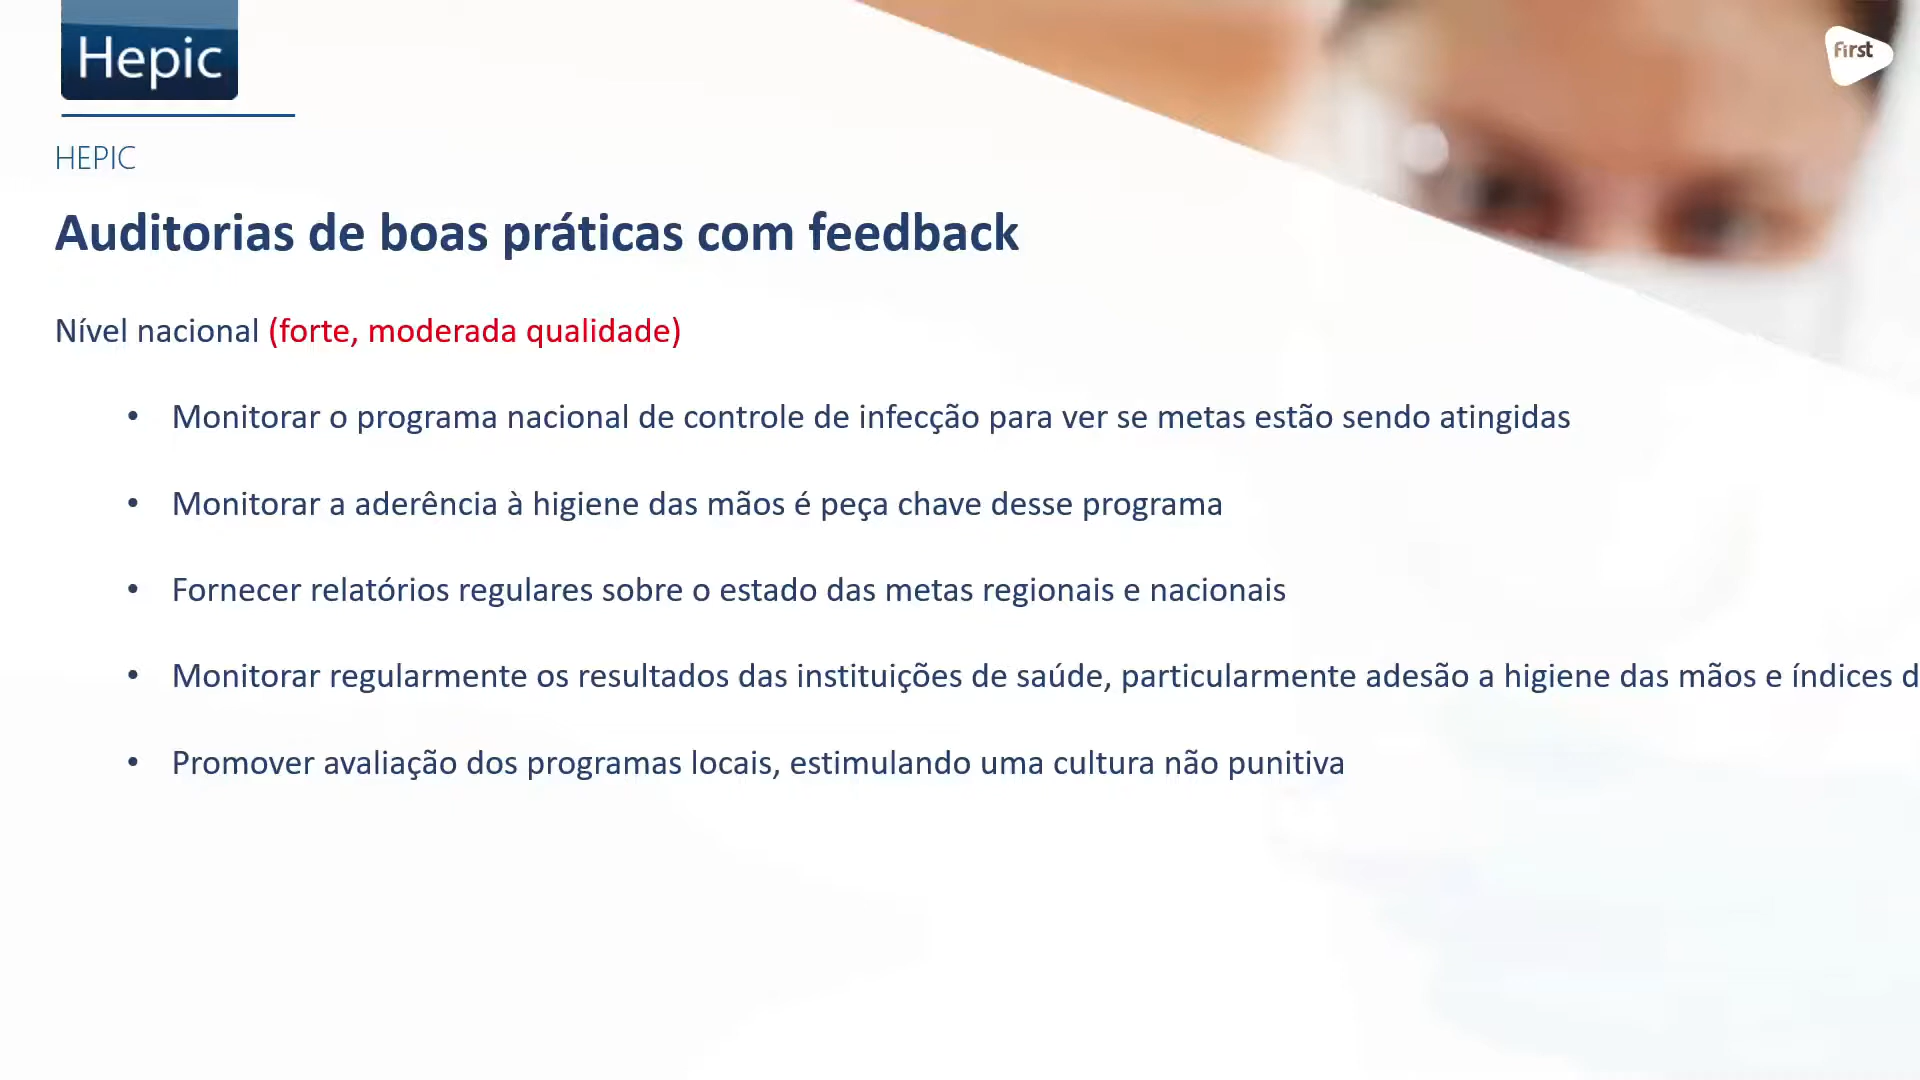 Hepic
first
HEPIC
Auditorias de boas práticas com feedback
Nível nacional (forte, moderada qualidade)
• Monitorar o programa nacional de controle de infecção para ver se metas estão sendo atingidas
• Monitorar a aderência à higiene das mãos é peça chave desse programa
• Fornecer relatórios regulares sobre o estado das metas regionais e nacionais
• Monitorar regularmente os resultados das instituições de saúde, particularmente adesão a higiene das mãos e índices d
• Promover avaliação dos programas locais, estimulando uma cultura não punitiva